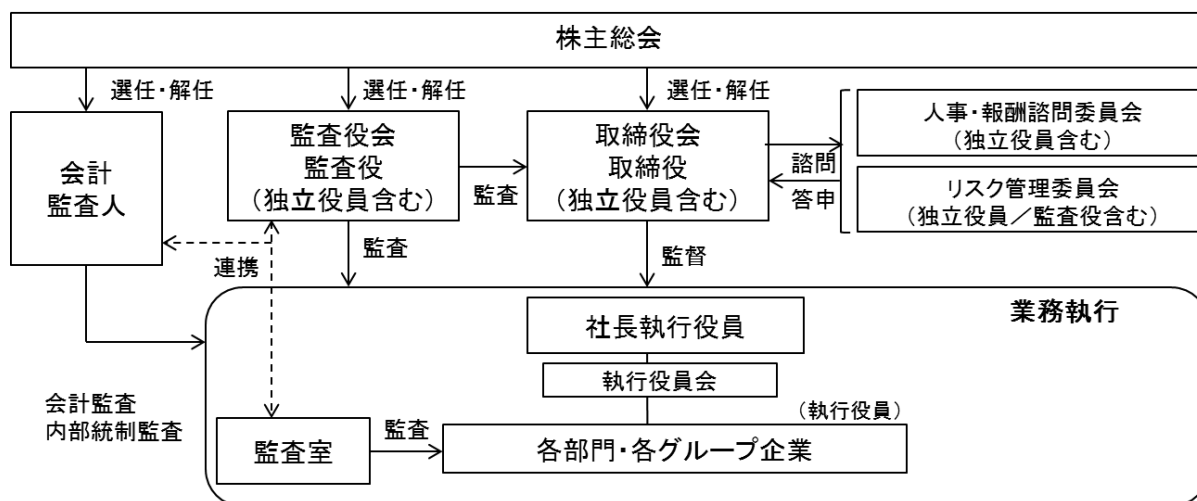 株主総会
選任・解任
選任・解任
選任・解任
会計
監査人
監査役会
監査役
(独立役員含む)
監査
取締役会
取締役
(独立役員含む)
諮問
答申
人事・報酬諮問委員会
(独立役員含む)
リスク管理委員会
(独立役員／監査役含む)
連携
監査
監督
業務執行
社長執行役員
執行役員会
(執行役員)
会計監査
内部統制監査
監査室
監査
各部門・各グループ企業